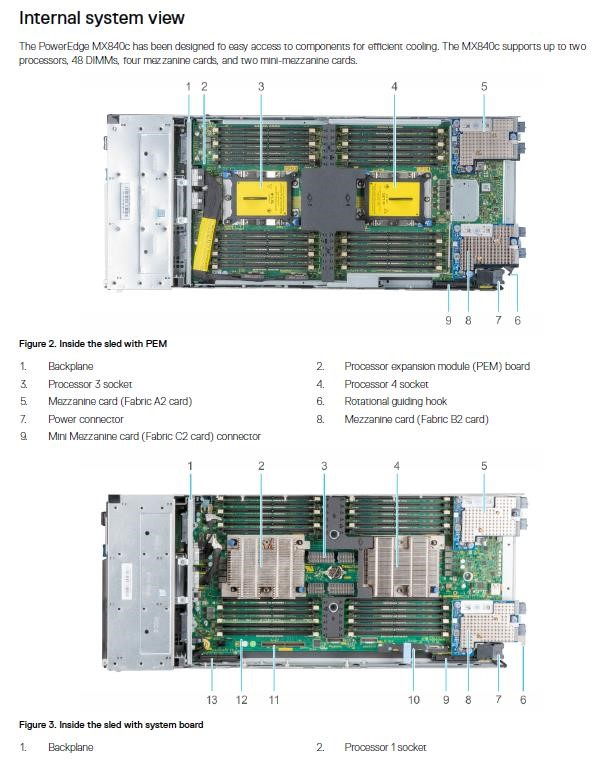 Internal system view
The PowerEdge MX840c has been designed fo easy access to components for efficient cooling. The MX840c supports up to two
processors, 48 DIMMs, four mezzanine cards, and two mini-mezzanine cards.
1 2 3 4 5
9 8 7 6
Figure 2. Inside the sled with PEM
1. Backplane 2. Processor expansion module (PEM) board
3. Processor 3 socket 4. Processor 4 socket
5. Mezzanine card (Fabric A2 card) 6. Rotational guiding hook
7. Power connector 8. Mezzanine card (Fabric B2 card)
9. Mini Mezzanine card (Fabric C2 card) connector
1 2 3 4 5
13 12 11 10 9 8 7 6
Figure 3. Inside the sled with system board
1. Backplane 2. Processor 1 socket